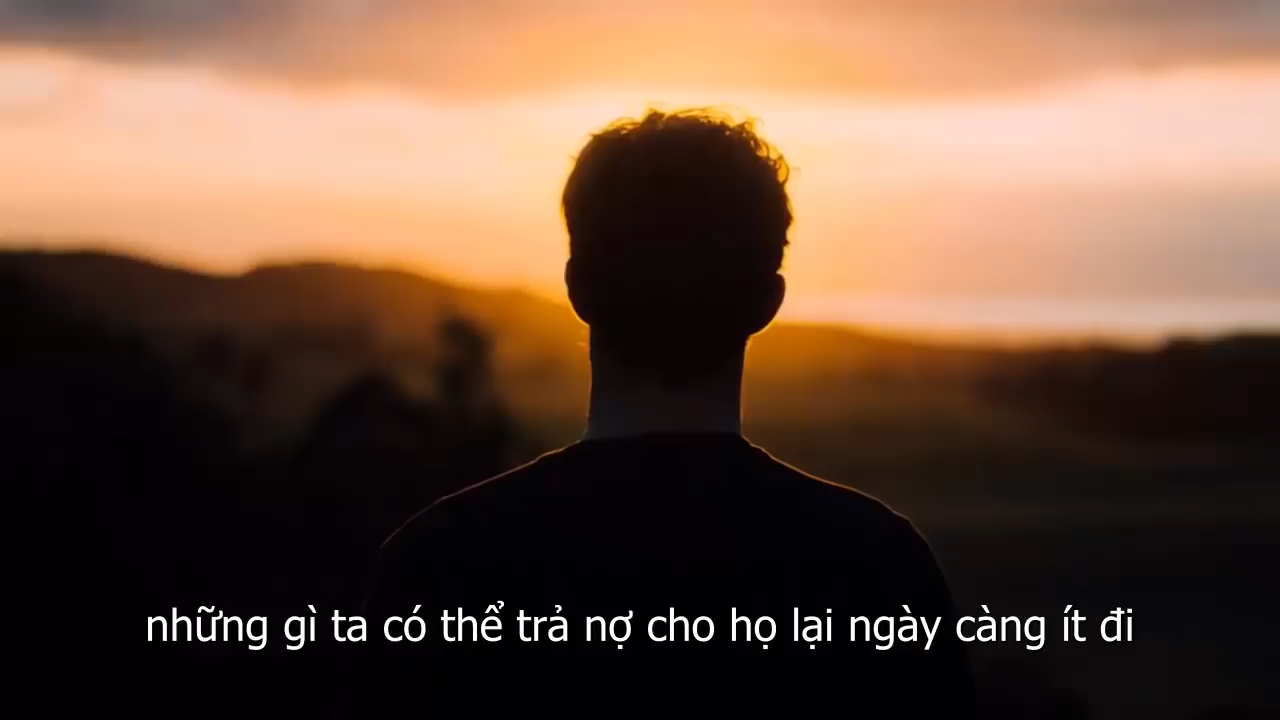 những gì ta có thể trả nợ cho họ lại ngày càng ít đi